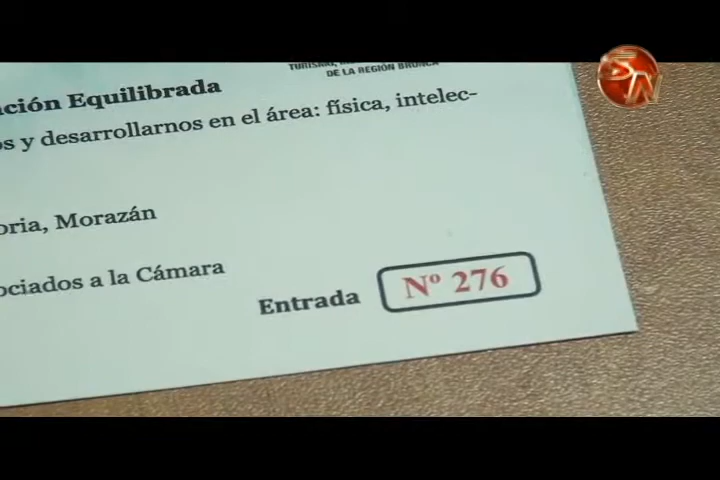 SN
TURISMO,
DE LA REGIÓN BRUNCA
ción Equilibrada
os y desarrollarnos en el área: física, intelec-
oria, Morazán
ociados a la Cámara
Entrada
Nº 276